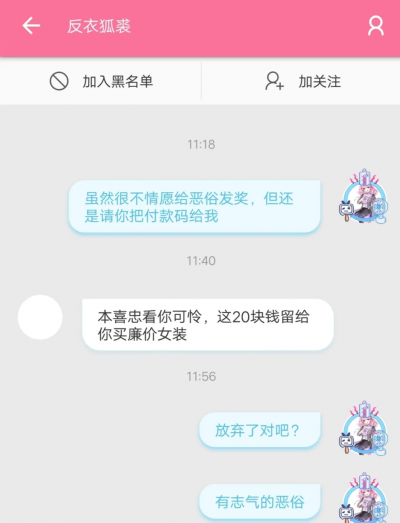 反衣狐裘
加入黑名单
加关注
11:18
虽然很不情愿给恶俗发奖，但还
是请你把付款码给我
11:40
本喜忠看你可怜，这20块钱留给
你买廉价女装
11:56
放弃了对吧？
有志气的恶俗